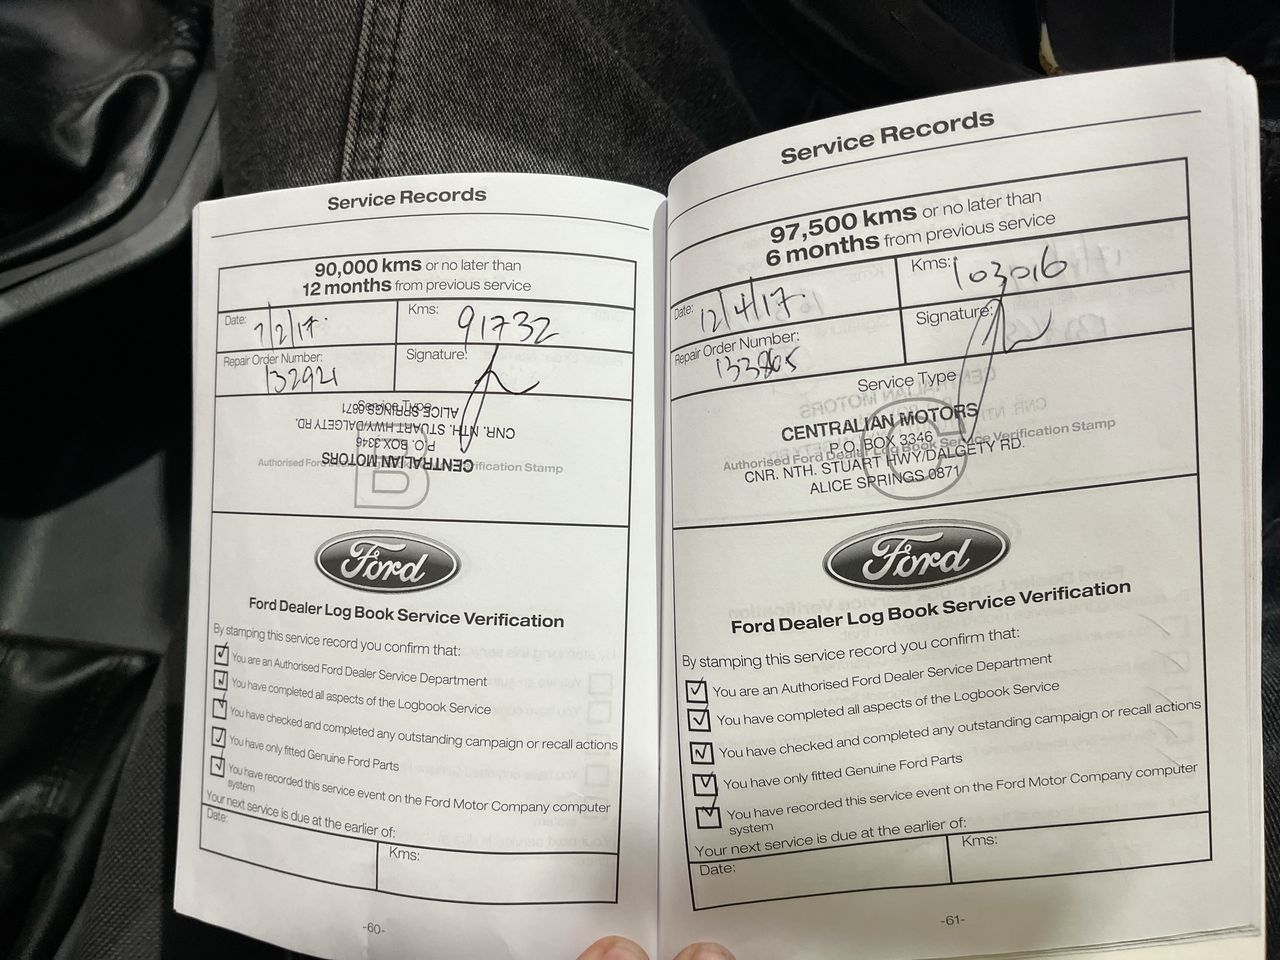 Service Records
90,000 kms or no later than
12 months from previous service
Date: 7/2/17.
Kms: 91732
Repair Order Number:
132921
Signature:
Service Type
CENTRALIAN MOTORS
P.O. BOX 3346
CNR. NTH. STUART HWY/DALGETY RD.
ALICE SPRINGS 0871
B
Authorised Ford Verification Stamp
Ford
Ford Dealer Log Book Service Verification
By stamping this service record you confirm that:
You are an Authorised Ford Dealer Service Department
You have completed all aspects of the Logbook Service
You have checked and completed any outstanding campaign or recall actions
You have only fitted Genuine Ford Parts
You have recorded this service event on the Ford Motor Company computer
system
Your next service is due at the earlier of:
Date:
Kms:
-60-
Service Records
97,500 kms or no later than
6 months from previous service
Date: 12/4/17.
Kms: 103016
Repair Order Number:
133865
Signature:
Service Type
C
CENTRALIAN MOTORS
P.O. BOX 3346
Authorised Ford Dealer Log Book Service Verification Stamp
CNR. NTH. STUART HWY/DALGETY RD.
ALICE SPRINGS 0871
Ford
Ford Dealer Log Book Service Verification
By stamping this service record you confirm that:
You are an Authorised Ford Dealer Service Department
You have completed all aspects of the Logbook Service
You have checked and completed any outstanding campaign or recall actions
You have only fitted Genuine Ford Parts
You have recorded this service event on the Ford Motor Company computer
system
Your next service is due at the earlier of:
Date:
Kms:
-61-